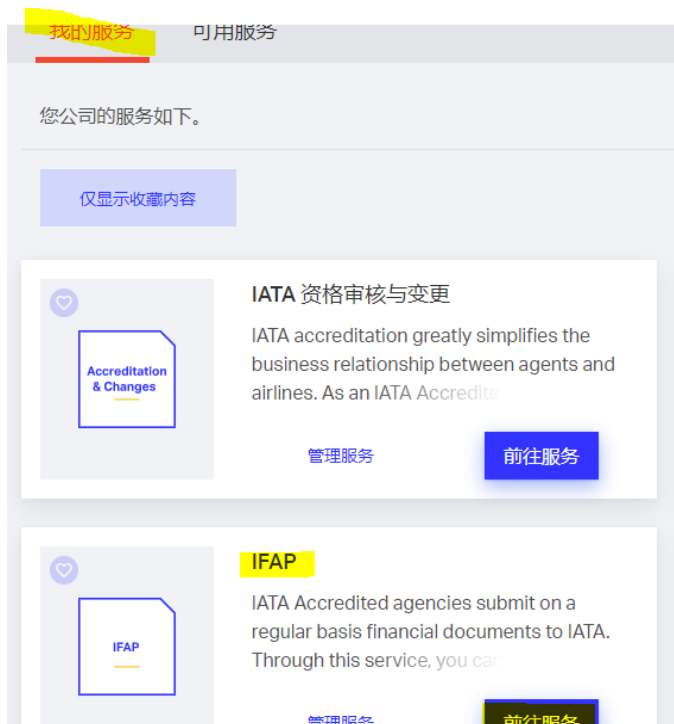 我的服务 可用服务
您公司的服务如下。
仅显示收藏内容
IATA 资格审核与变更
Accreditation
& Changes
IATA accreditation greatly simplifies the
business relationship between agents and
airlines. As an IATA Accredite
管理服务 前往服务
IFAP
IFAP
IATA Accredited agencies submit on a
regular basis financial documents to IATA.
Through this service, you can
管理服务 前往服务